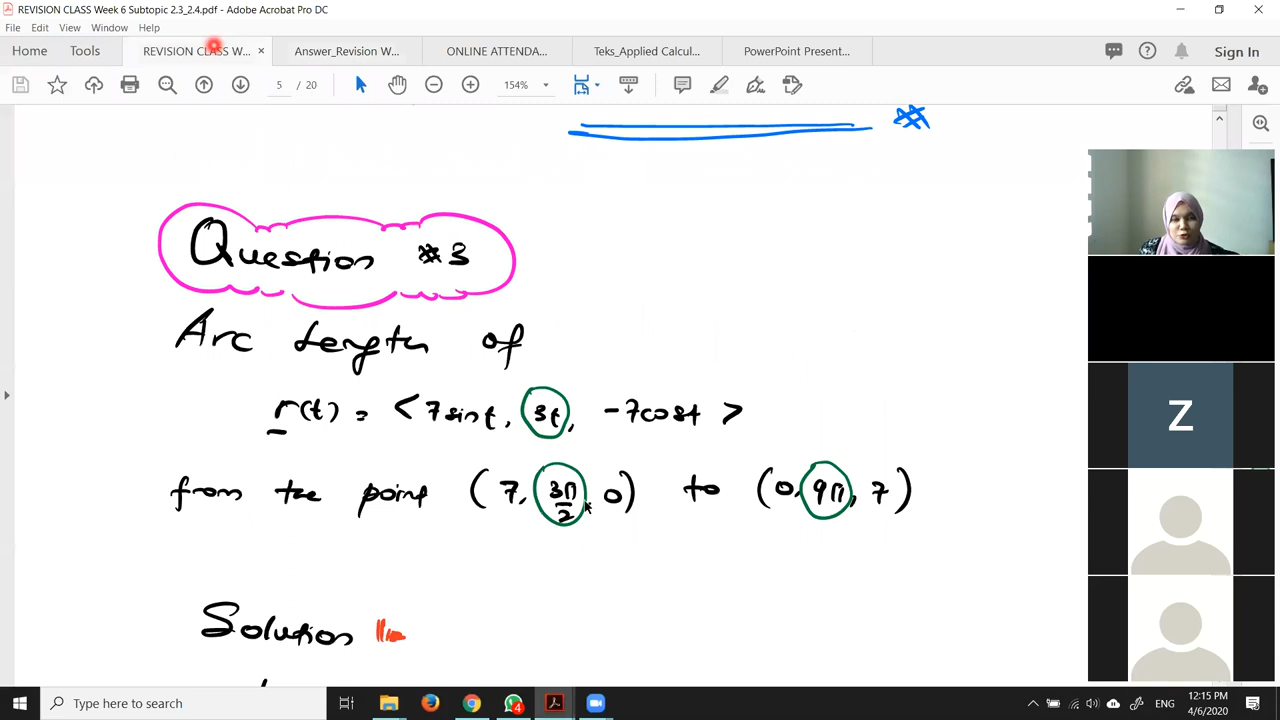 REVISION CLASS Week 6 Subtopic 2.3_2.4.pdf - Adobe Acrobat Pro DC
File Edit View Window Help
Home Tools REVISION CLASS W... × Answer_Revision W... ONLINE ATTENDA... Teks_Applied Calcul... PowerPoint Present... Sign In
5 / 20 154%
Question #3
Arc Length of
r(t) = < 7sint, 3t, -7cost >
from the point (7, 3π/2, 0) to (0, 9π, 7)
Solution
Z
Type here to search
4
ENG
12:15 PM
4/6/2020